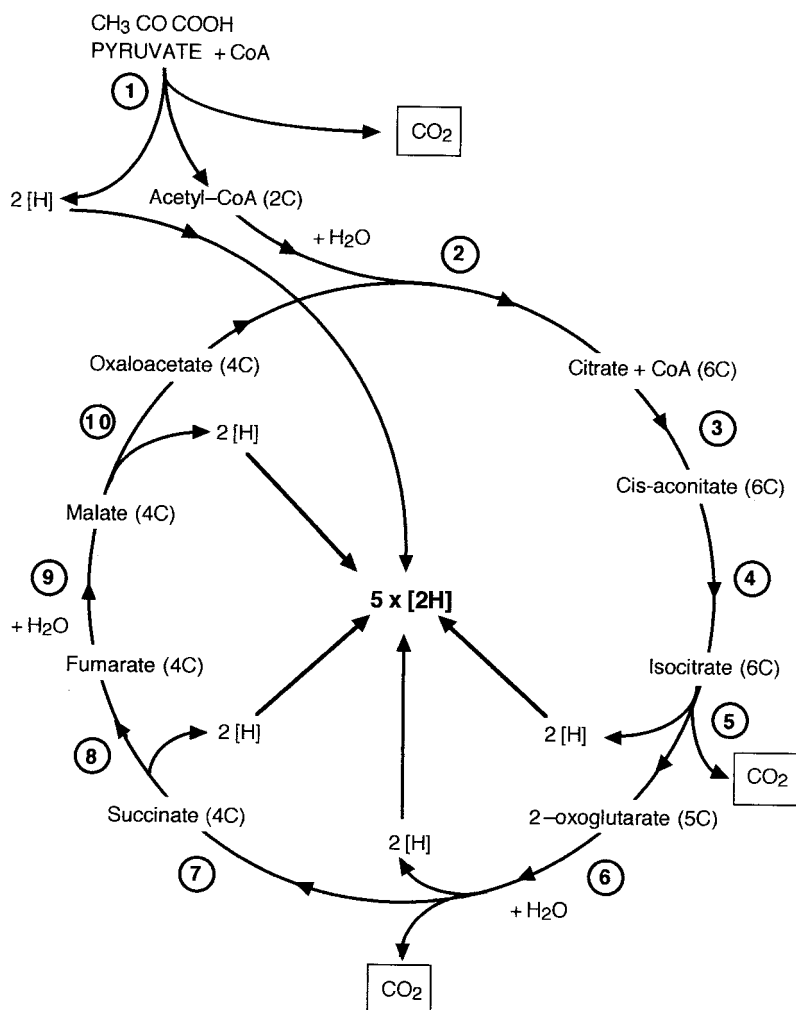 CH₃ CO COOH
PYRUVATE + CoA
1
CO₂
2 [H]
Acetyl–CoA (2C)
+ H₂O
2
Oxaloacetate (4C)
Citrate + CoA (6C)
10
2 [H]
3
Malate (4C)
Cis-aconitate (6C)
9
5 x [2H]
4
+ H₂O
Fumarate (4C)
Isocitrate (6C)
8
2 [H]
2 [H]
5
CO₂
Succinate (4C)
2 [H]
2–oxoglutarate (5C)
7
6
+ H₂O
CO₂